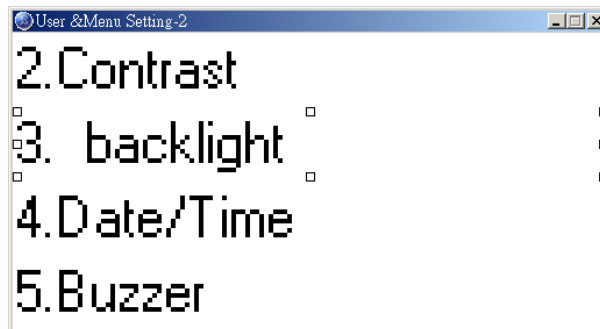 User &Menu Setting-2
2.Contrast
3. backlight
4.Date/Time
5.Buzzer